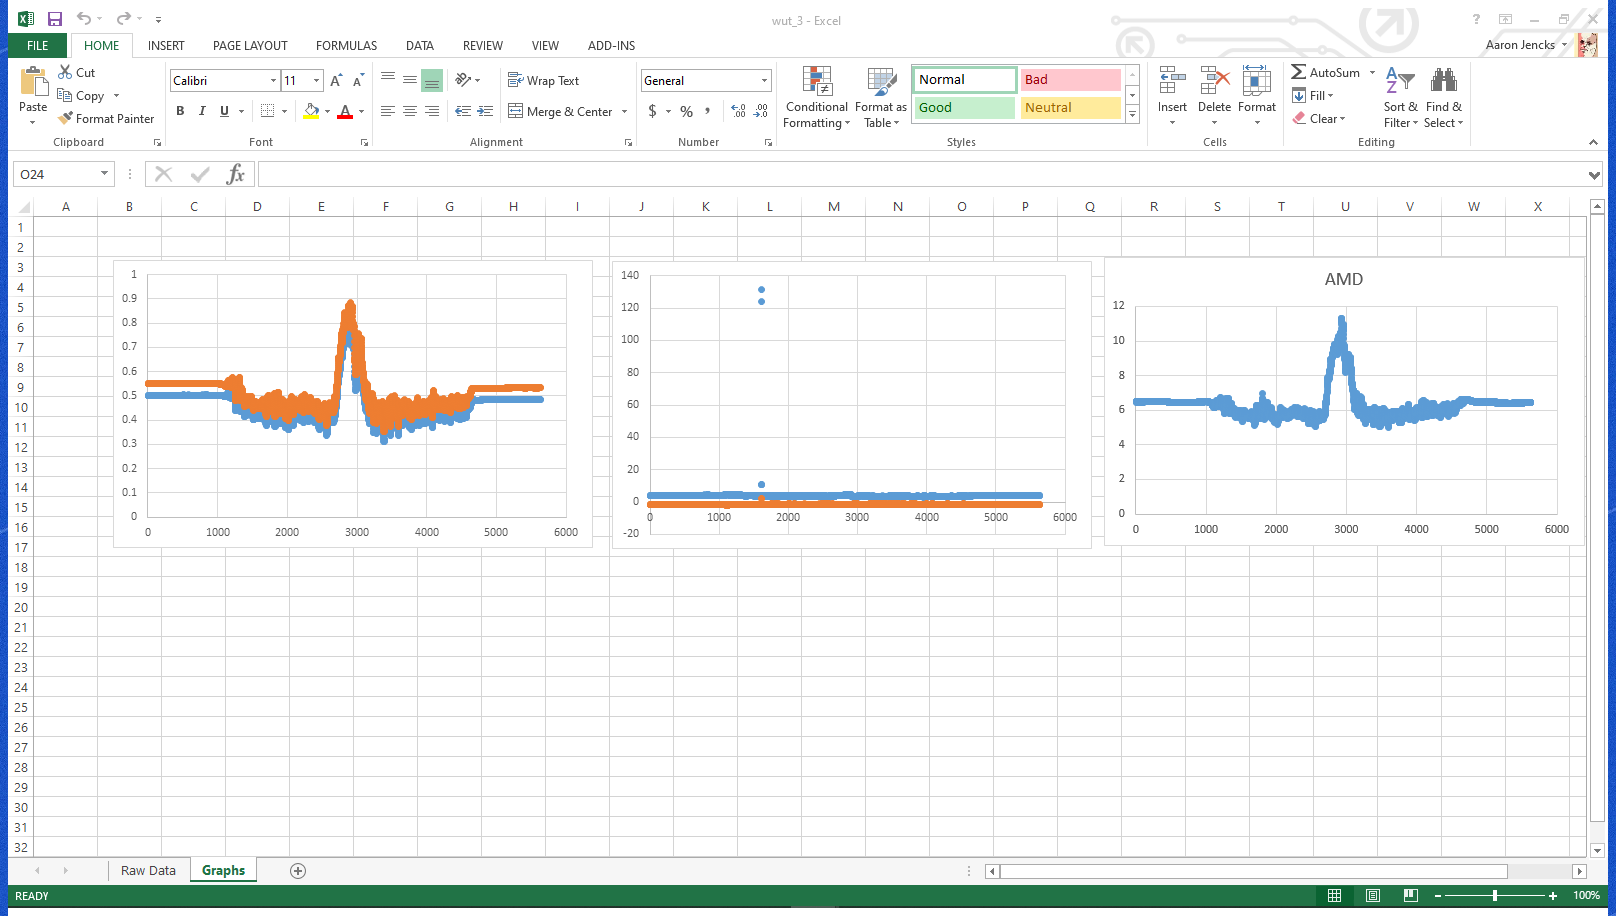 wut_3 - Excel
?
FILE HOME INSERT PAGE LAYOUT FORMULAS DATA REVIEW VIEW ADD-INS Aaron Jencks
Paste
Cut
Copy
Format Painter
Clipboard
Calibri 11
B I U
Font
Wrap Text
Merge & Center
Alignment
General
$ % ,
Number
Conditional Formatting
Format as Table
Normal Bad
Good Neutral
Styles
Insert Delete Format
Cells
AutoSum
Fill
Clear
Sort & Filter
Find & Select
Editing
O24
fx
A B C D E F G H I J K L M N O P Q R S T U V W X
1
2
3
4
5
6
7
8
9
10
11
12
13
14
15
16
17
18
19
20
21
22
23
24
25
26
27
28
29
30
31
32
1
0.9
0.8
0.7
0.6
0.5
0.4
0.3
0.2
0.1
0
0 1000 2000 3000 4000 5000 6000
140
120
100
80
60
40
20
0
-20
0 1000 2000 3000 4000 5000 6000
AMD
12
10
8
6
4
2
0
0 1000 2000 3000 4000 5000 6000
Raw Data Graphs
READY
100%